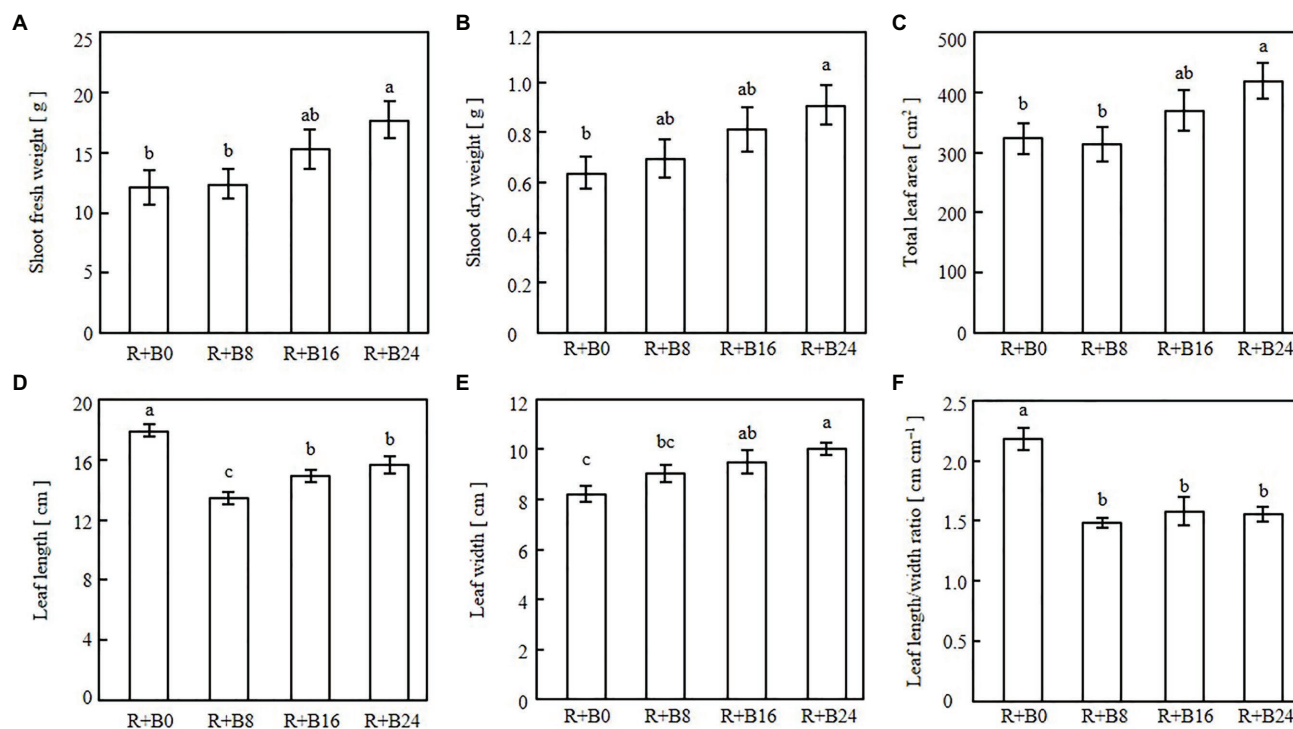 A
Shoot fresh weight [ g ]
25
20
15
10
5
0
b
b
ab
a
R+B0 R+B8 R+B16 R+B24
B
Shoot dry weight [ g ]
1.2
1.0
0.8
0.6
0.4
0.2
0
b
ab
ab
a
R+B0 R+B8 R+B16 R+B24
C
Total leaf area [ cm² ]
500
400
300
200
100
0
b
b
ab
a
R+B0 R+B8 R+B16 R+B24
D
Leaf length [ cm ]
20
16
12
8
4
0
a
c
b
b
R+B0 R+B8 R+B16 R+B24
E
Leaf width [ cm ]
12
10
8
6
4
2
0
c
bc
ab
a
R+B0 R+B8 R+B16 R+B24
F
Leaf length/width ratio [ cm cm⁻¹ ]
2.5
2.0
1.5
1.0
0.5
0
a
b
b
b
R+B0 R+B8 R+B16 R+B24